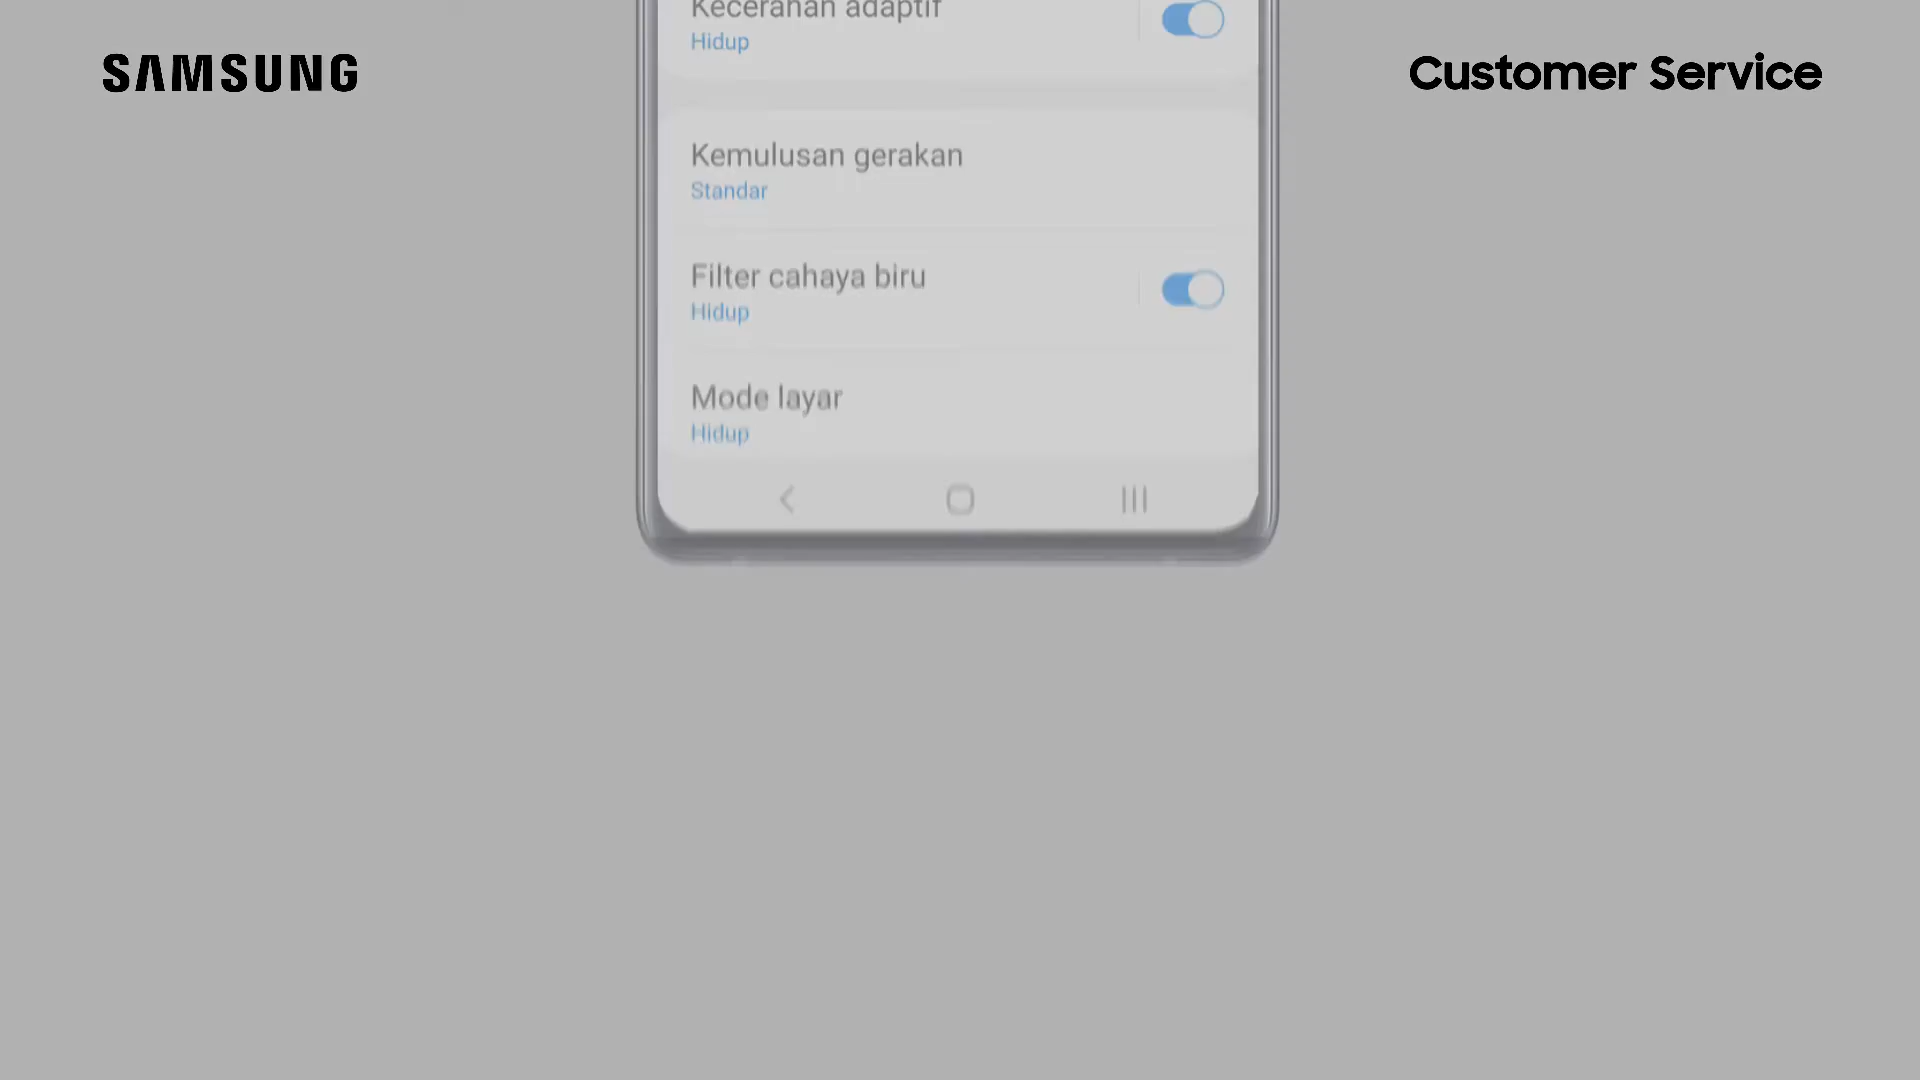 SAMSUNG
Customer Service
Kecerahan adaptif
Hidup
Kemulusan gerakan
Standar
Filter cahaya biru
Hidup
Mode layar
Hidup